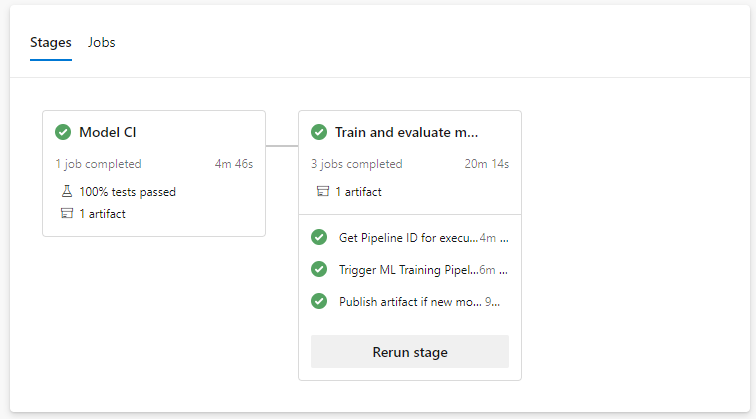 Stages Jobs
Model CI
1 job completed 4m 46s
100% tests passed
1 artifact
Train and evaluate m...
3 jobs completed 20m 14s
1 artifact
Get Pipeline ID for execu... 4m ...
Trigger ML Training Pipel... 6m ...
Publish artifact if new mo... 9...
Rerun stage